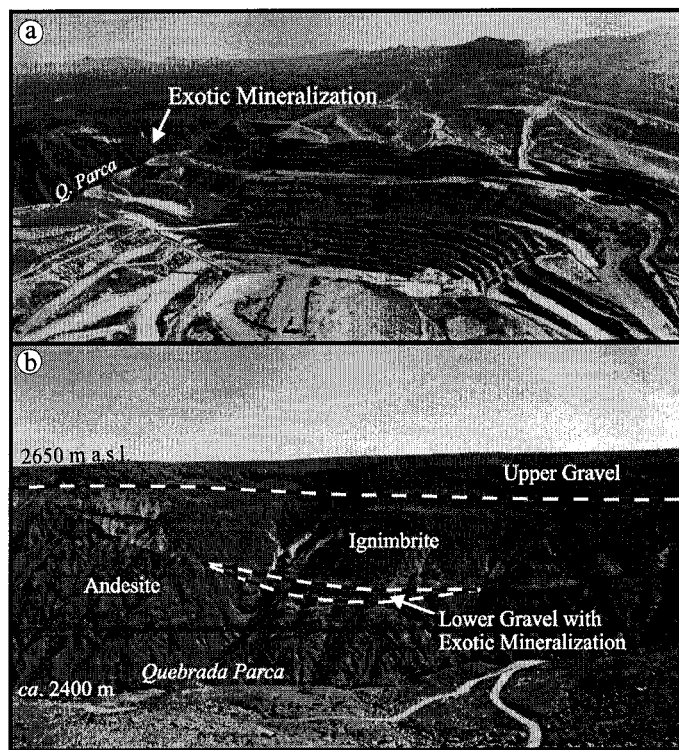 a
Exotic Mineralization
Q. Parca
b
2650 m a.s.l.
Upper Gravel
Ignimbrite
Andesite
Lower Gravel with
Exotic Mineralization
Quebrada Parca
ca. 2400 m